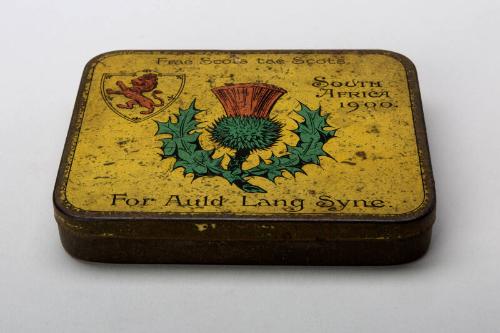 Frae Scots tae Scots.
South
Africa
1900.
For Auld Lang Syne.